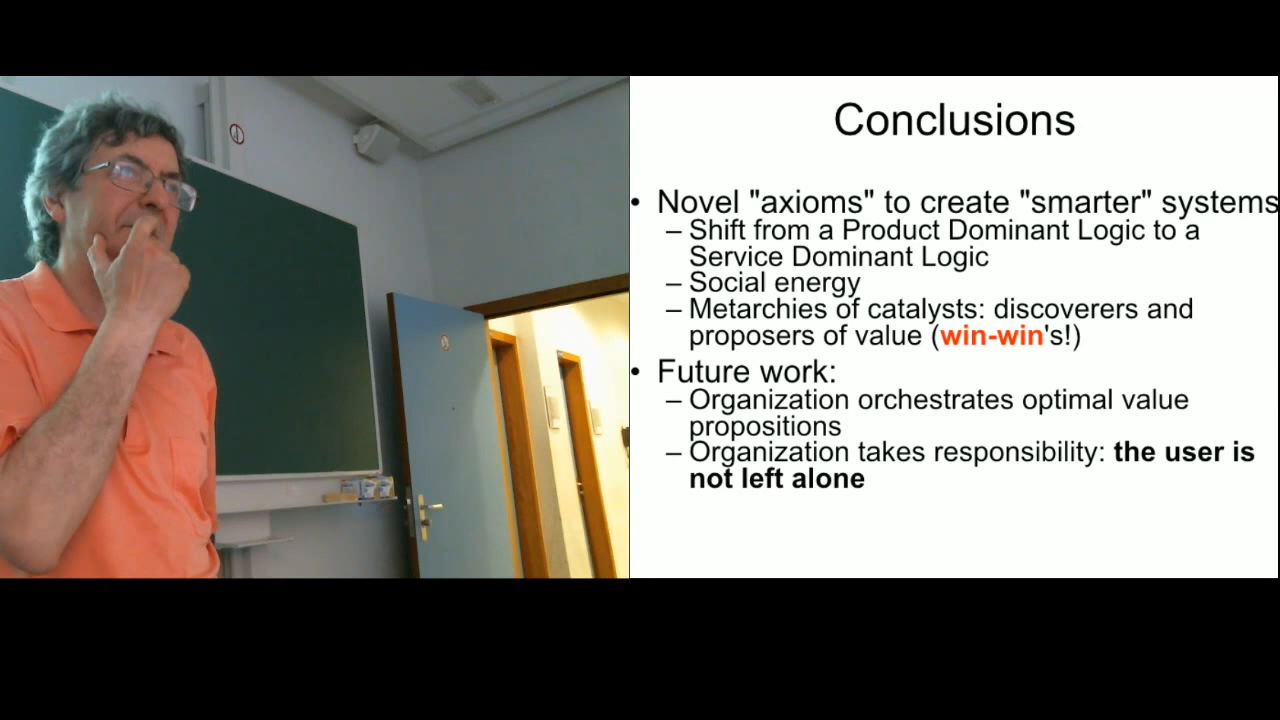 Conclusions
• Novel "axioms" to create "smarter" systems
– Shift from a Product Dominant Logic to a
Service Dominant Logic
– Social energy
– Metarchies of catalysts: discoverers and
proposers of value (win-win's!)
• Future work:
– Organization orchestrates optimal value
propositions
– Organization takes responsibility: the user is
not left alone